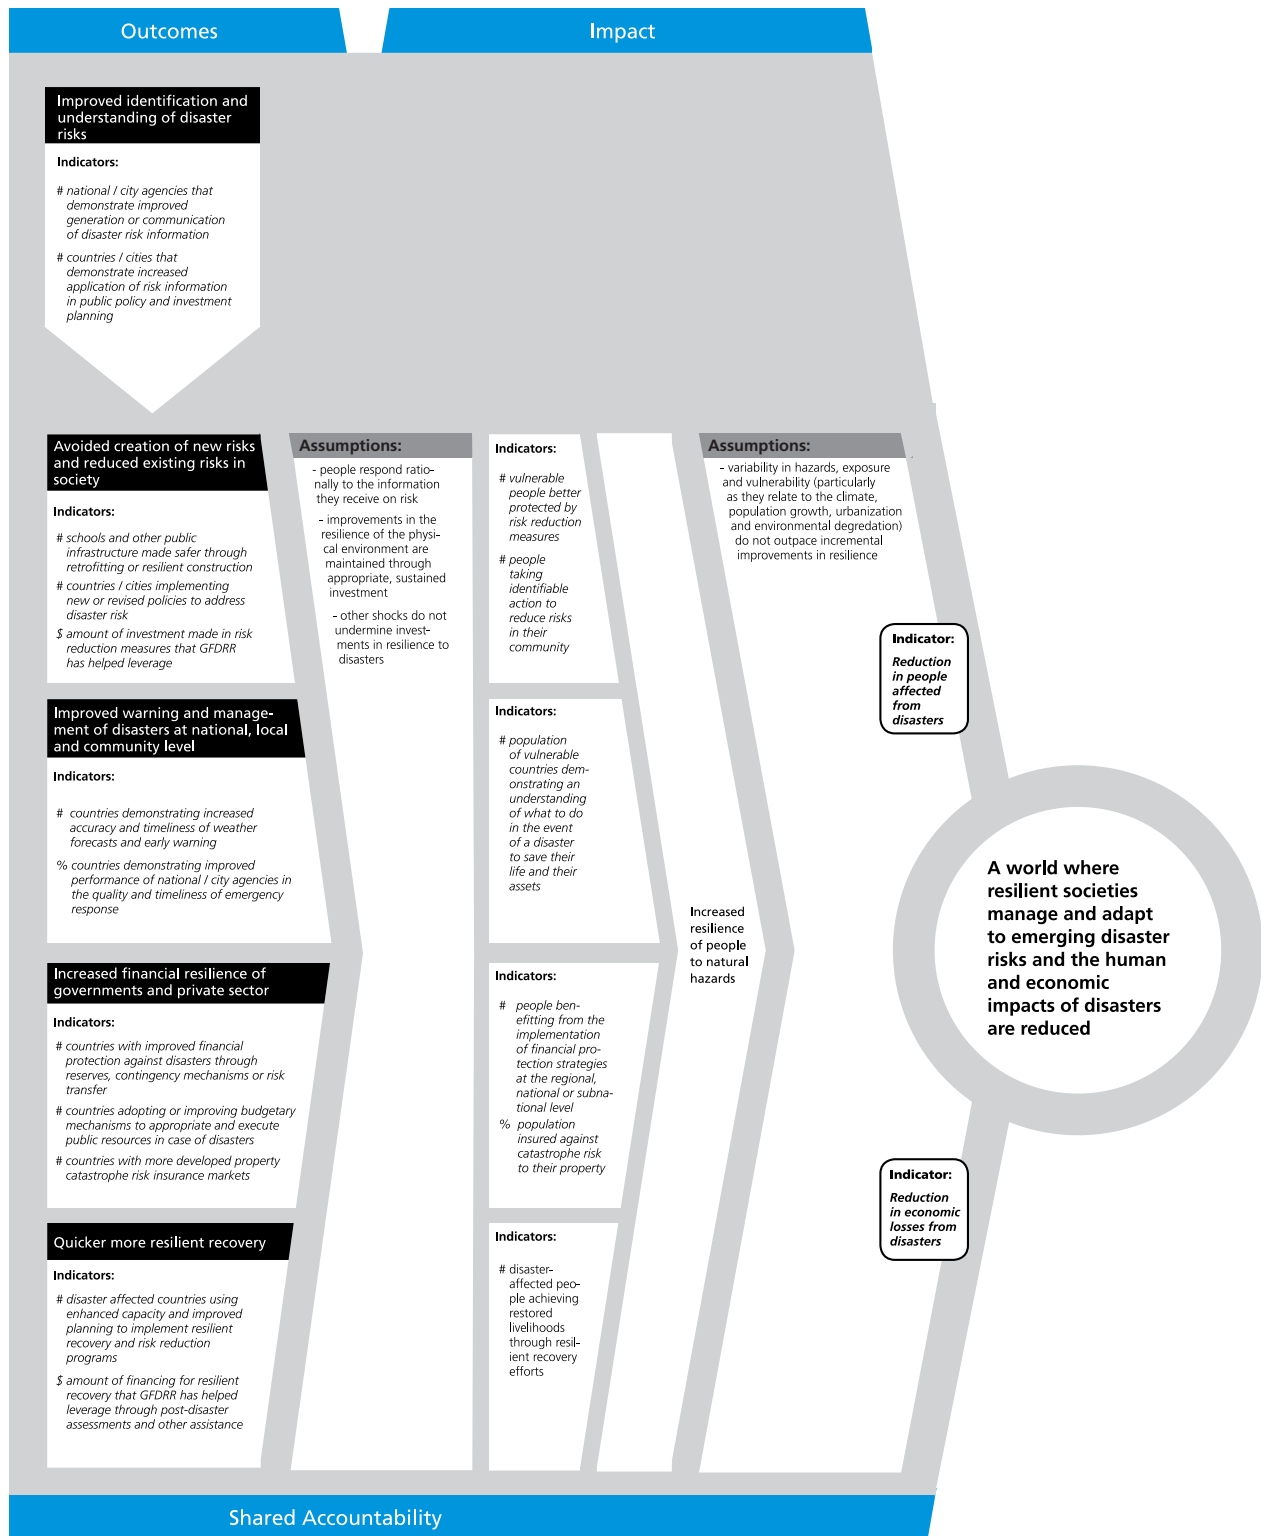 Outcomes
Impact
Improved identification and
understanding of disaster
risks
Indicators:
# national / city agencies that
demonstrate improved
generation or communication
of disaster risk information
# countries / cities that
demonstrate increased
application of risk information
in public policy and investment
planning
Avoided creation of new risks
and reduced existing risks in
society
Indicators:
# schools and other public
infrastructure made safer through
retrofitting or resilient construction
# countries / cities implementing
new or revised policies to address
disaster risk
$ amount of investment made in risk
reduction measures that GFDRR
has helped leverage
Improved warning and manage-
ment of disasters at national, local
and community level
Indicators:
# countries demonstrating increased
accuracy and timeliness of weather
forecasts and early warning
% countries demonstrating improved
performance of national / city agencies in
the quality and timeliness of emergency
response
Increased financial resilience of
governments and private sector
Indicators:
# countries with improved financial
protection against disasters through
reserves, contingency mechanisms or risk
transfer
# countries adopting or improving budgetary
mechanisms to appropriate and execute
public resources in case of disasters
# countries with more developed property
catastrophe risk insurance markets
Quicker more resilient recovery
Indicators:
# disaster affected countries using
enhanced capacity and improved
planning to implement resilient
recovery and risk reduction
programs
$ amount of financing for resilient
recovery that GFDRR has helped
leverage through post-disaster
assessments and other assistance
Assumptions:
- people respond ratio-
nally to the information
they receive on risk
- improvements in the
resilience of the physi-
cal environment are
maintained through
appropriate, sustained
investment
- other shocks do not
undermine invest-
ments in resilience to
disasters
Indicators:
# vulnerable
people better
protected by
risk reduction
measures
# people
taking
identifiable
action to
reduce risks
in their
community
Indicators:
# population
of vulnerable
countries dem-
onstrating an
understanding
of what to do
in the event
of a disaster
to save their
life and their
assets
Indicators:
# people ben-
efitting from the
implementation
of financial pro-
tection strategies
at the regional,
national or subna-
tional level
% population
insured against
catastrophe risk
to their property
Indicators:
# disaster-
affected peo-
ple achieving
restored
livelihoods
through resil-
ient recovery
efforts
Increased
resilience
of people
to natural
hazards
Assumptions:
- variability in hazards, exposure
and vulnerability (particularly
as they relate to the climate,
population growth, urbanization
and environmental degredation)
do not outpace incremental
improvements in resilience
Indicator:
Reduction
in people
affected
from
disasters
A world where
resilient societies
manage and adapt
to emerging disaster
risks and the human
and economic
impacts of disasters
are reduced
Indicator:
Reduction
in economic
losses from
disasters
Shared Accountability